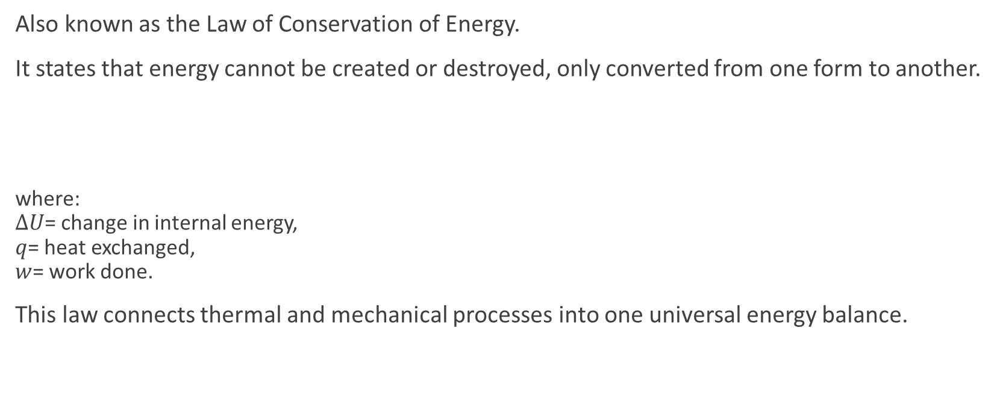 Also known as the Law of Conservation of Energy.
It states that energy cannot be created or destroyed, only converted from one form to another.
where:
Δ𝑈= change in internal energy,
𝑞= heat exchanged,
𝑤= work done.
This law connects thermal and mechanical processes into one universal energy balance.